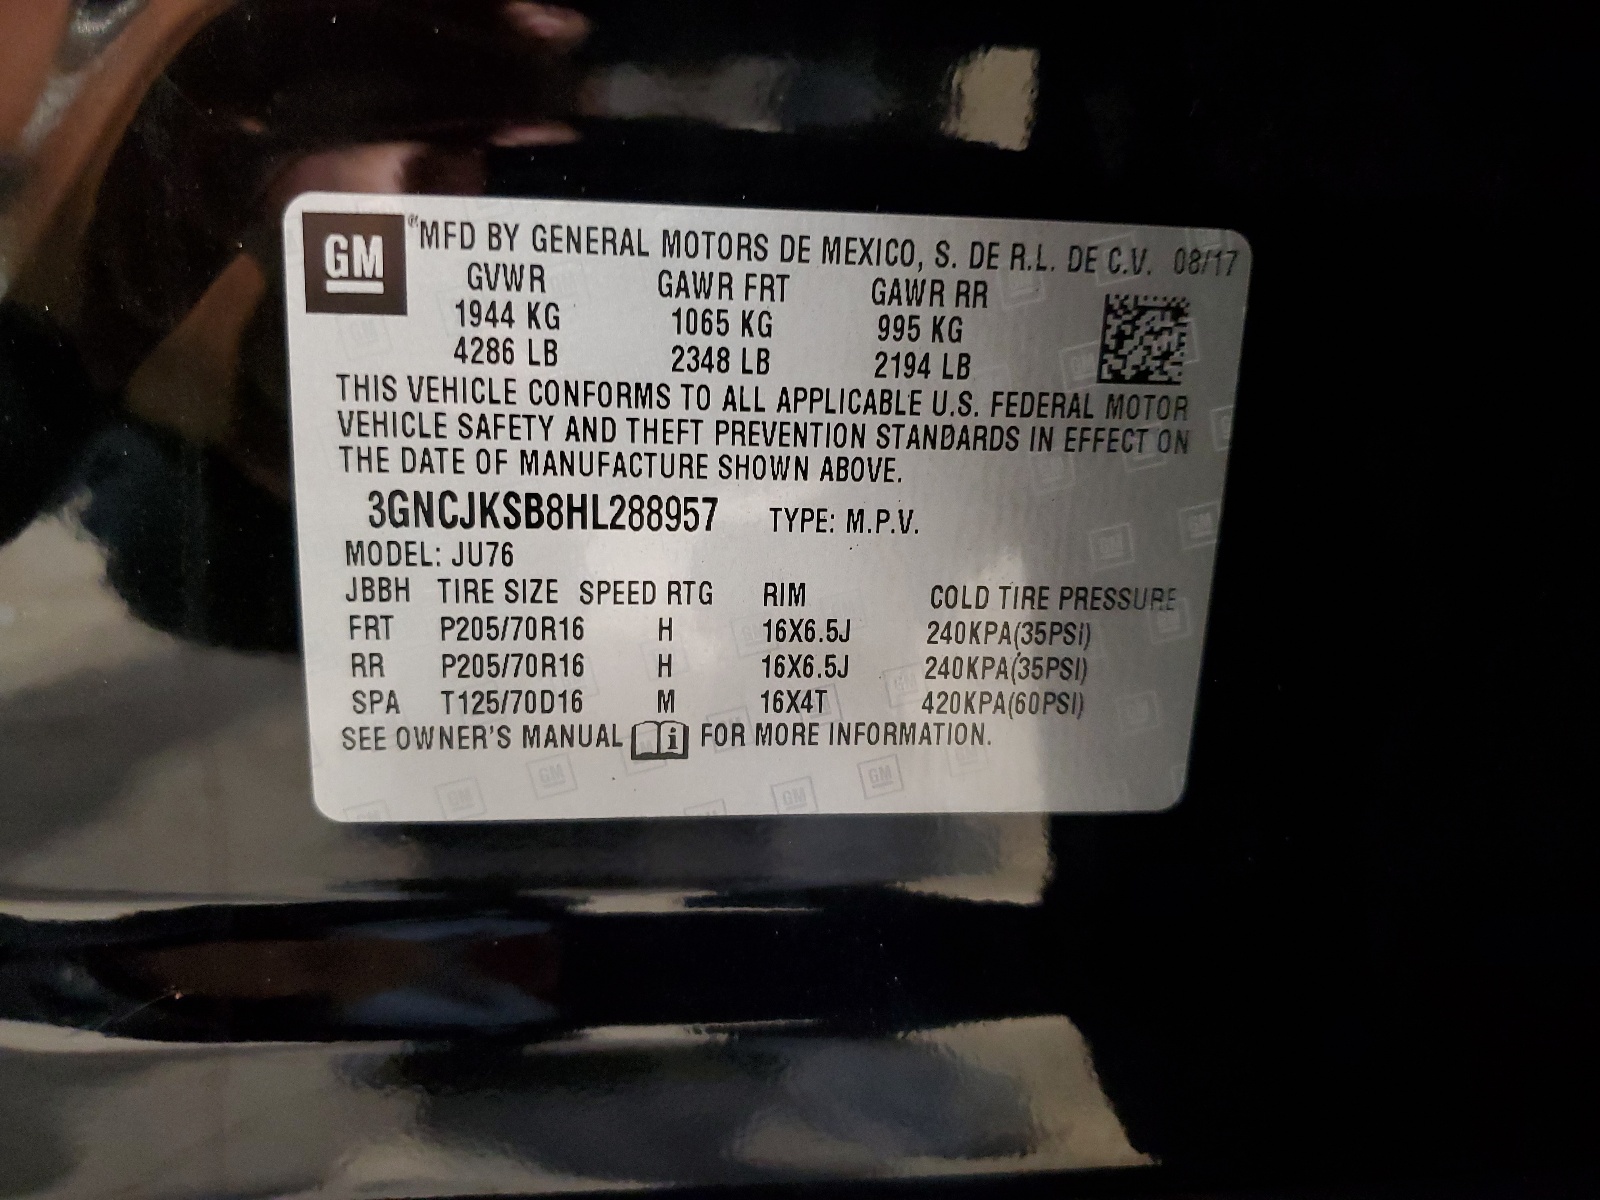 GM ® MFD BY GENERAL MOTORS DE MEXICO, S. DE R.L. DE C.V. 08/17
GVWR GAWR FRT GAWR RR
1944 KG 1065 KG 995 KG
4286 LB 2348 LB 2194 LB
THIS VEHICLE CONFORMS TO ALL APPLICABLE U.S. FEDERAL MOTOR
VEHICLE SAFETY AND THEFT PREVENTION STANDARDS IN EFFECT ON
THE DATE OF MANUFACTURE SHOWN ABOVE.
3GNCJKSB8HL288957 TYPE: M.P.V.
MODEL: JU76
JBBH TIRE SIZE SPEED RTG RIM COLD TIRE PRESSURE
FRT P205/70R16 H 16X6.5J 240KPA(35PSI)
RR P205/70R16 H 16X6.5J 240KPA(35PSI)
SPA T125/70D16 M 16X4T 420KPA(60PSI)
SEE OWNER'S MANUAL i FOR MORE INFORMATION.